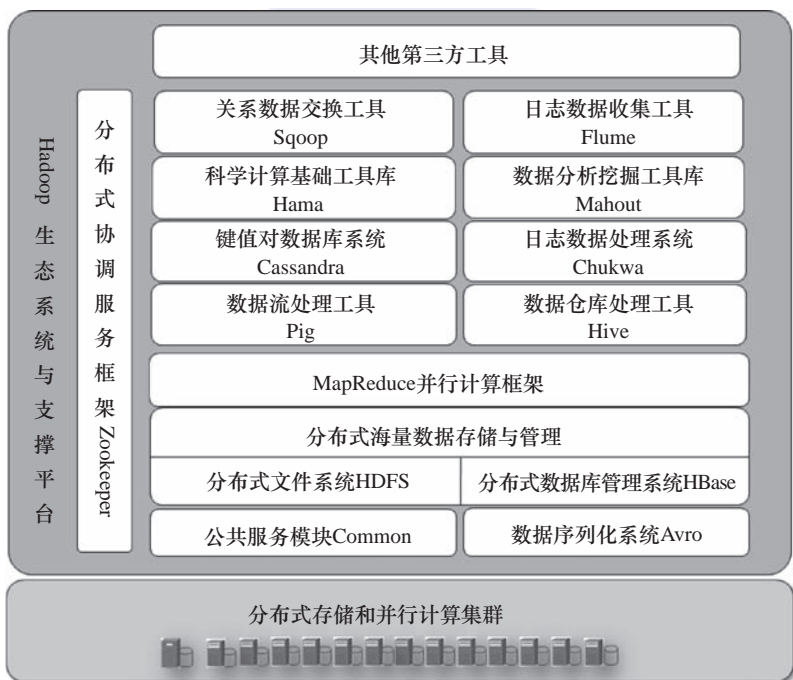 其他第三方工具
Hadoop 生态系统与支撑平台
分布式协调服务框架Zookeeper
关系数据交换工具
Sqoop
日志数据收集工具
Flume
科学计算基础工具库
Hama
数据分析挖掘工具库
Mahout
键值对数据库系统
Cassandra
日志数据处理系统
Chukwa
数据流处理工具
Pig
数据仓库处理工具
Hive
MapReduce并行计算框架
分布式海量数据存储与管理
分布式文件系统HDFS
分布式数据库管理系统HBase
公共服务模块Common
数据序列化系统Avro
分布式存储和并行计算集群